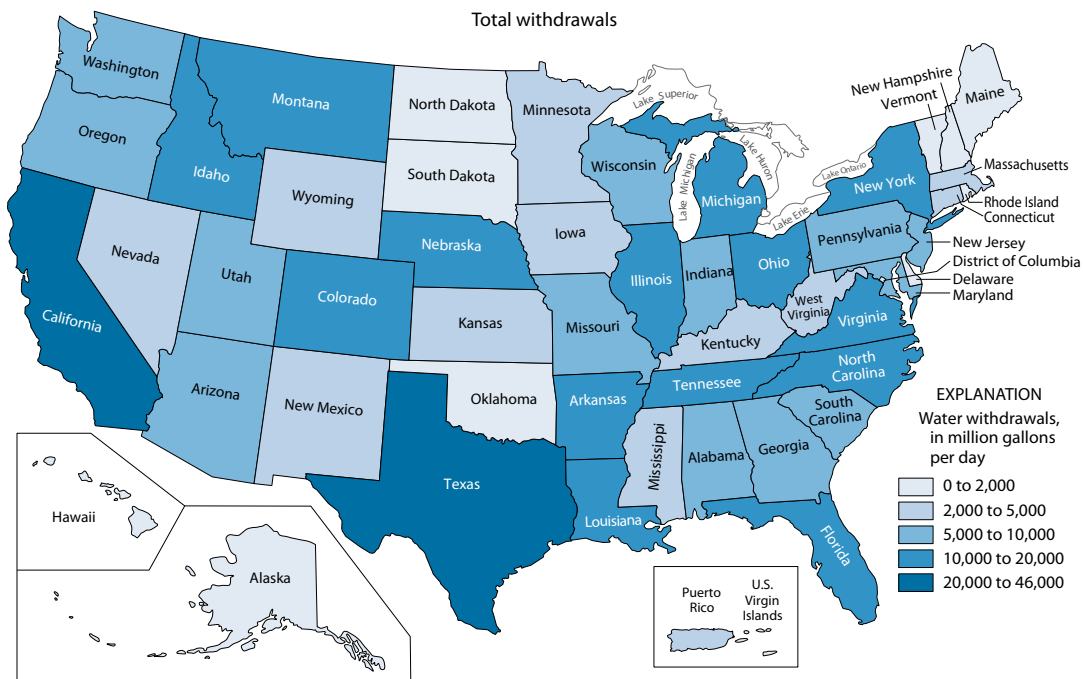 Total withdrawals
Washington
Oregon
California
Nevada
Idaho
Montana
Wyoming
Utah
Colorado
Arizona
New Mexico
North Dakota
South Dakota
Nebraska
Kansas
Oklahoma
Texas
Minnesota
Iowa
Missouri
Arkansas
Louisiana
Wisconsin
Illinois
Michigan
Indiana
Ohio
Kentucky
Tennessee
Mississippi
Alabama
Georgia
Florida
South
Carolina
North
Carolina
Virginia
West
Virginia
Pennsylvania
New York
New Hampshire
Vermont
Maine
Massachusetts
Rhode Island
Connecticut
New Jersey
District of Columbia
Delaware
Maryland
Lake Superior
Lake Michigan
Lake Huron
Lake Ontario
Lake Erie
Hawaii
Alaska
Puerto
Rico
U.S.
Virgin
Islands
EXPLANATION
Water withdrawals,
in million gallons
per day
0 to 2,000
2,000 to 5,000
5,000 to 10,000
10,000 to 20,000
20,000 to 46,000